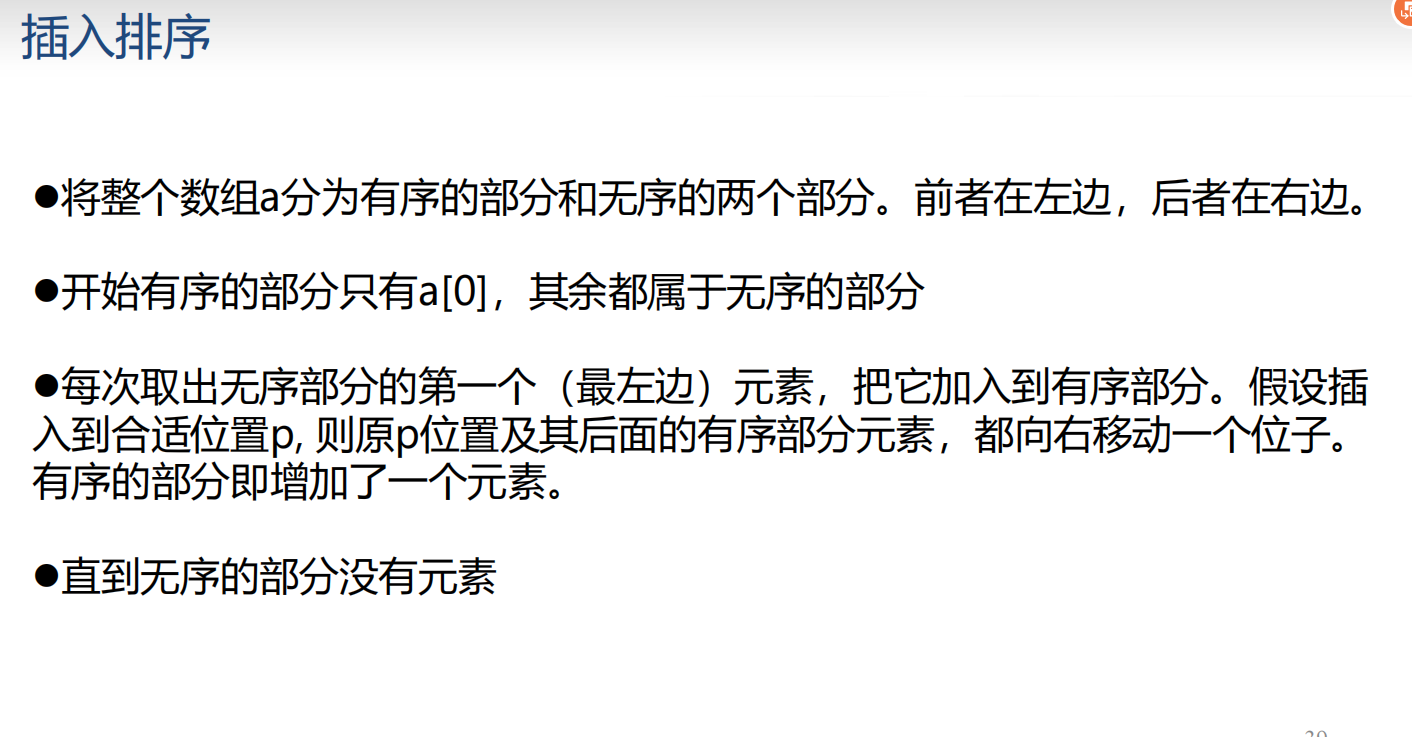 插入排序
●将整个数组a分为有序的部分和无序的两个部分。前者在左边，后者在右边。
●开始有序的部分只有a[0]，其余都属于无序的部分
●每次取出无序部分的第一个（最左边）元素，把它加入到有序部分。假设插
入到合适位置p, 则原p位置及其后面的有序部分元素，都向右移动一个位子。
有序的部分即增加了一个元素。
●直到无序的部分没有元素